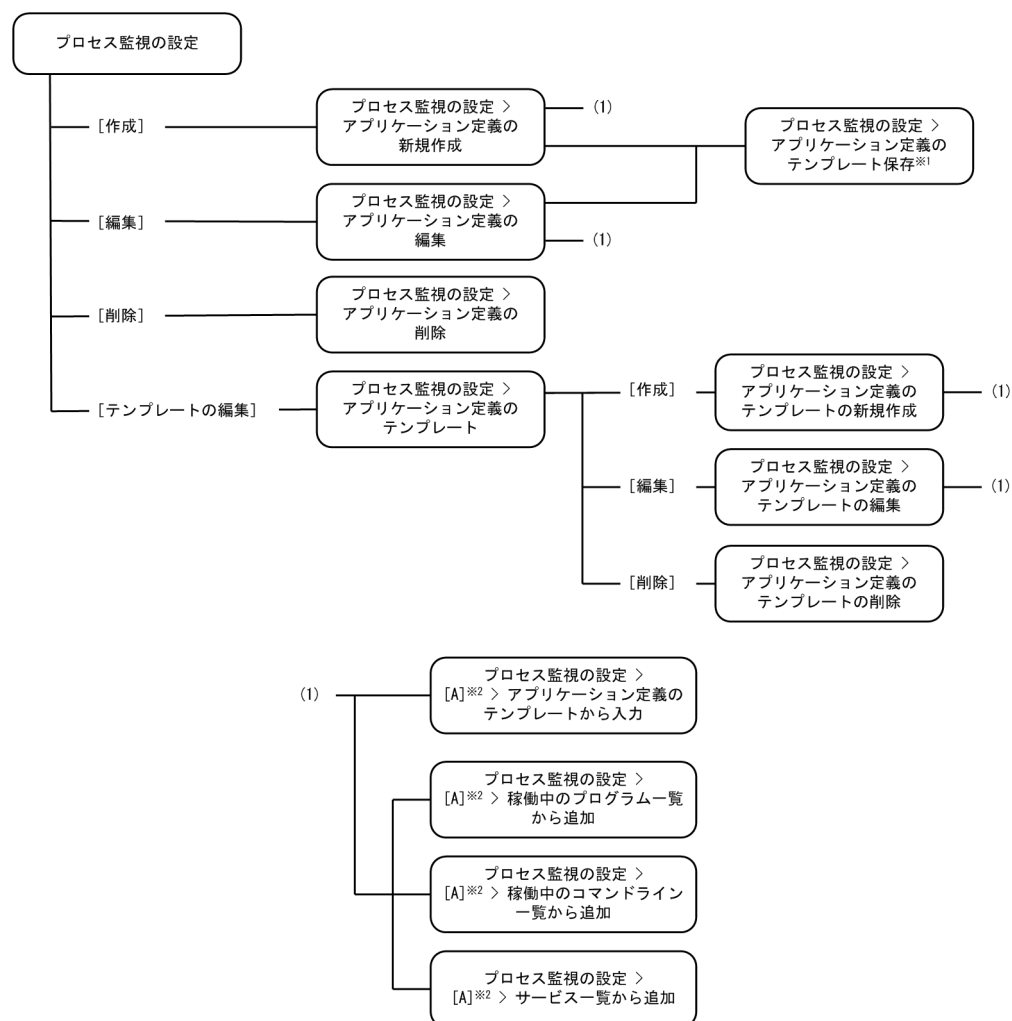 プロセス監視の設定
[作成]
プロセス監視の設定 >
アプリケーション定義の
新規作成
(1)
プロセス監視の設定 >
アプリケーション定義の
テンプレート保存※1
[編集]
プロセス監視の設定 >
アプリケーション定義の
編集
(1)
[削除]
プロセス監視の設定 >
アプリケーション定義の
削除
[テンプレートの編集]
プロセス監視の設定 >
アプリケーション定義の
テンプレート
[作成]
プロセス監視の設定 >
アプリケーション定義の
テンプレートの新規作成
(1)
[編集]
プロセス監視の設定 >
アプリケーション定義の
テンプレートの編集
(1)
[削除]
プロセス監視の設定 >
アプリケーション定義の
テンプレートの削除
(1)
プロセス監視の設定 >
[A]※2 > アプリケーション定義の
テンプレートから入力
プロセス監視の設定 >
[A]※2 > 稼働中のプログラム一覧
から追加
プロセス監視の設定 >
[A]※2 > 稼働中のコマンドライン
一覧から追加
プロセス監視の設定 >
[A]※2 > サービス一覧から追加